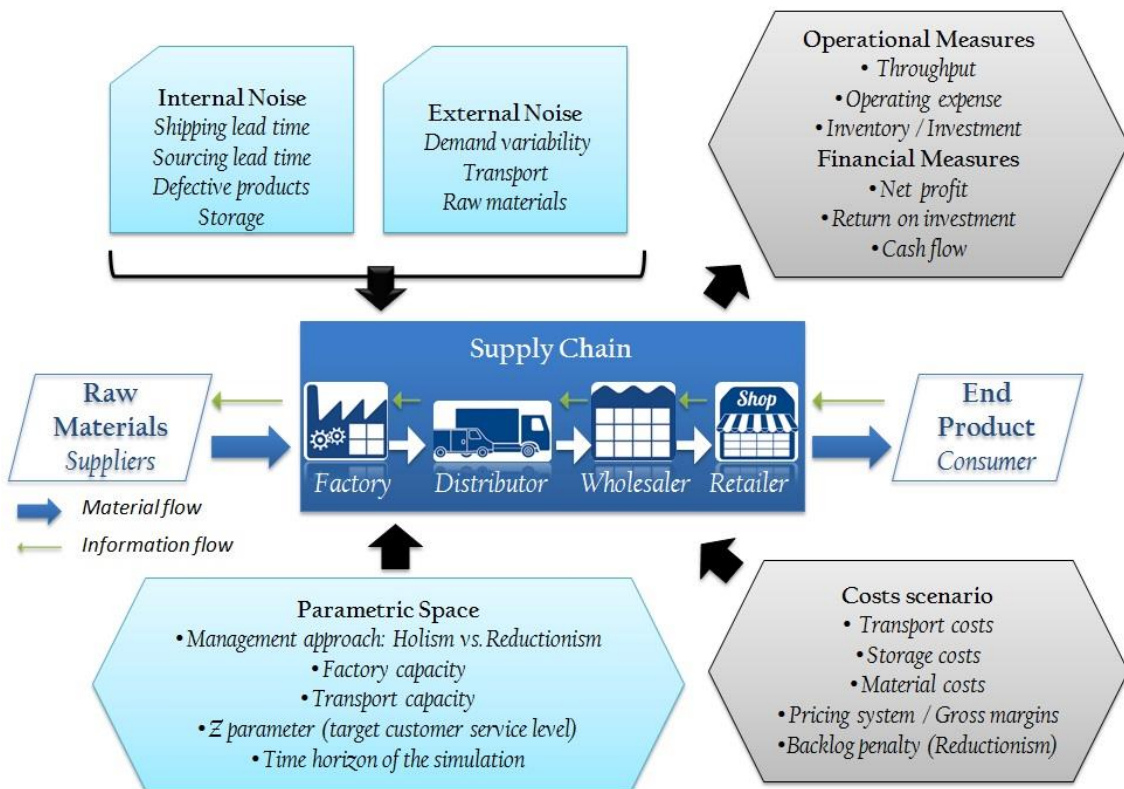 Internal Noise
Shipping lead time
Sourcing lead time
Defective products
Storage
External Noise
Demand variability
Transport
Raw materials
Operational Measures
• Throughput
• Operating expense
• Inventory / Investment
Financial Measures
• Net profit
• Return on investment
• Cash flow
Supply Chain
Raw
Materials
Suppliers
Shop
Factory
Distributor
Wholesaler
Retailer
End
Product
Consumer
Material flow
Information flow
Parametric Space
• Management approach: Holism vs. Reductionism
• Factory capacity
• Transport capacity
• Z parameter (target customer service level)
• Time horizon of the simulation
Costs scenario
• Transport costs
• Storage costs
• Material costs
• Pricing system / Gross margins
• Backlog penalty (Reductionism)